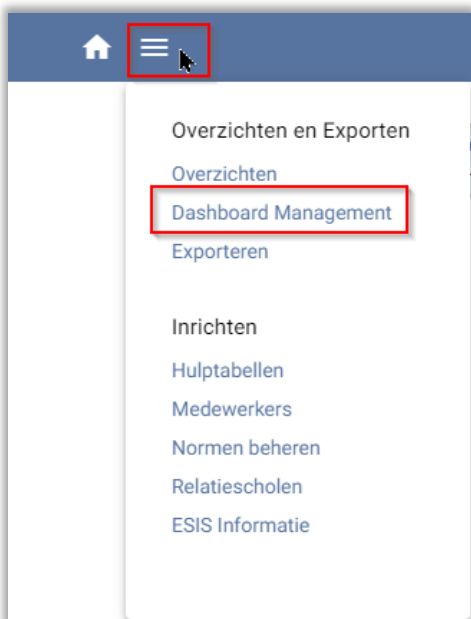 Overzichten en Exporten
Overzichten
Dashboard Management
Exporteren
Inrichten
Hulptabellen
Medewerkers
Normen beheren
Relatiescholen
ESIS Informatie